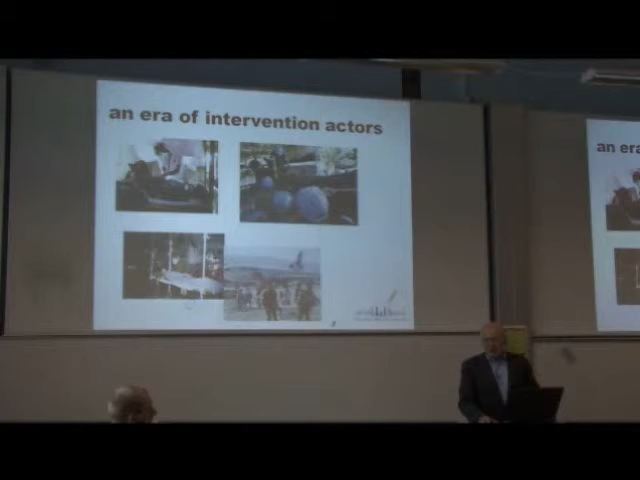 an era of intervention actors
an era